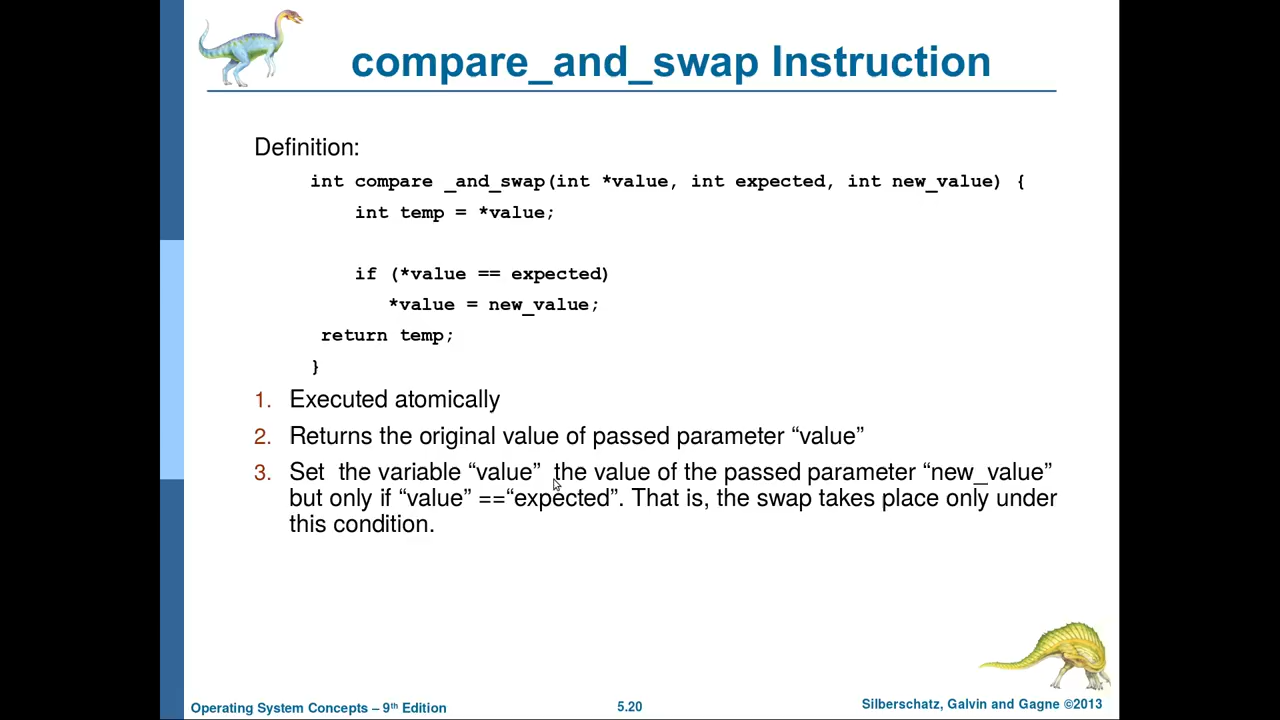 compare_and_swap Instruction
Definition:
int compare _and_swap(int *value, int expected, int new_value) {
int temp = *value;
if (*value == expected)
*value = new_value;
return temp;
}
1. Executed atomically
2. Returns the original value of passed parameter “value”
3. Set the variable “value” the value of the passed parameter “new_value”
but only if “value” ==“expected”. That is, the swap takes place only under
this condition.
Operating System Concepts – 9th Edition
5.20
Silberschatz, Galvin and Gagne ©2013